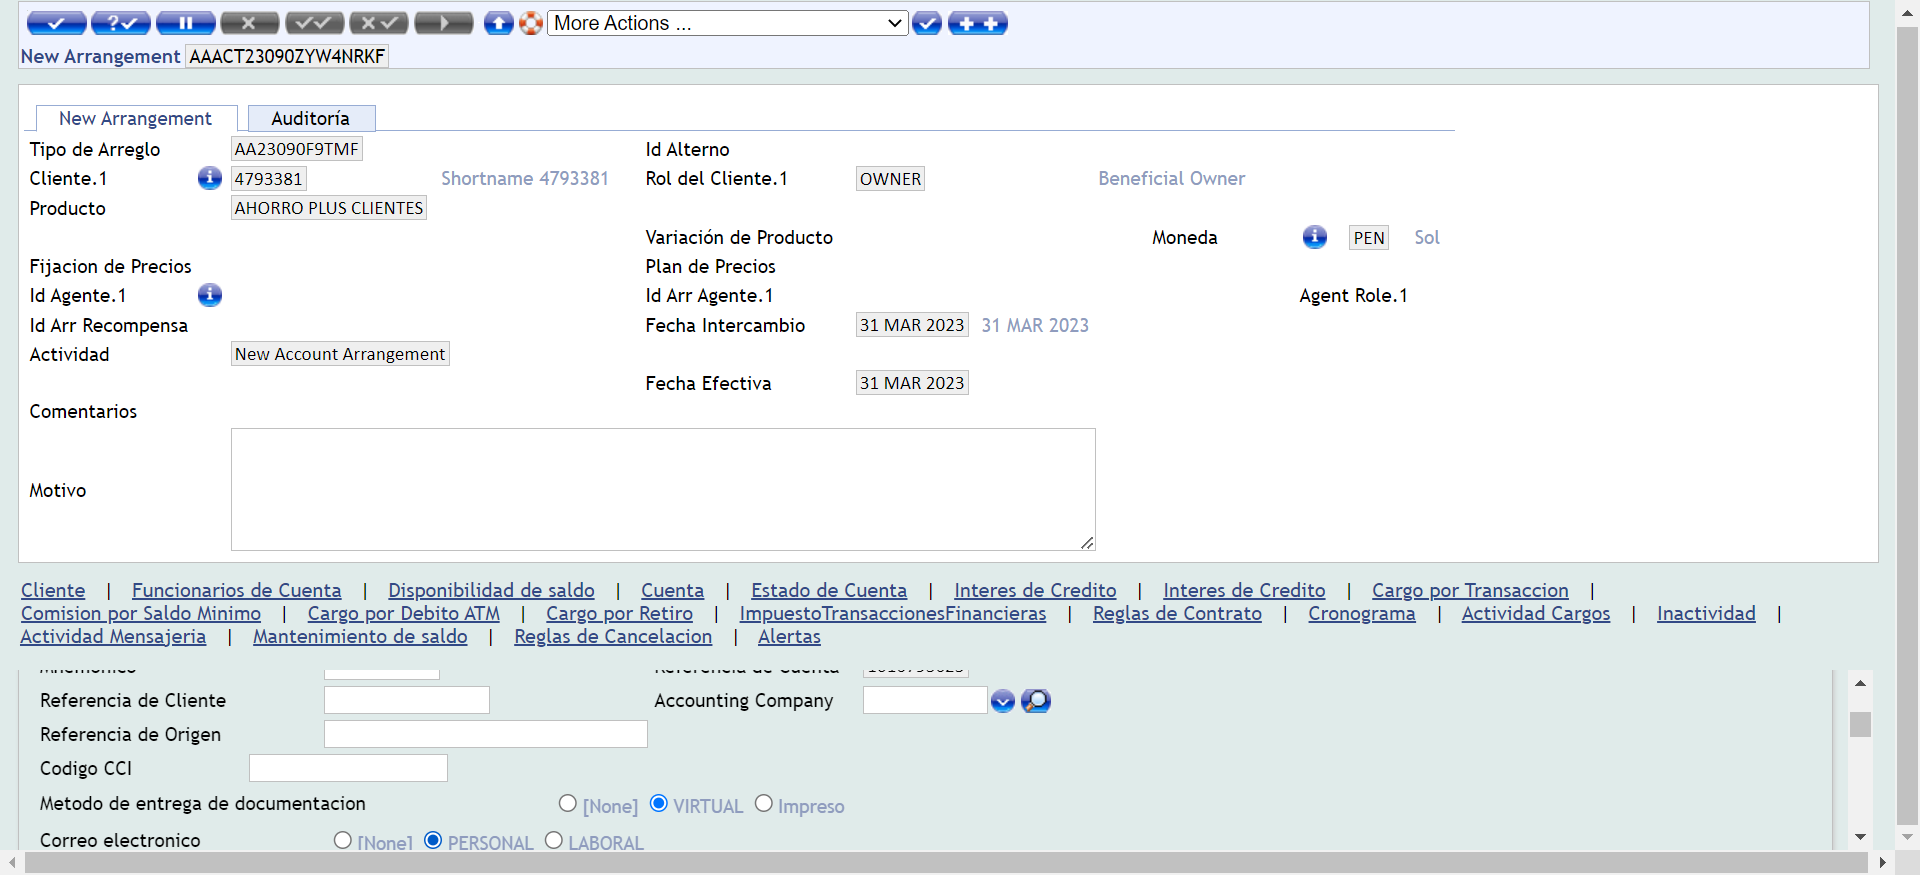 More Actions ...
New Arrangement AAACT23090ZYW4NRKF
New Arrangement Auditoría
Tipo de Arreglo AA23090F9TMF Id Alterno
Cliente.1 4793381 Shortname 4793381 Rol del Cliente.1 OWNER Beneficial Owner
Producto AHORRO PLUS CLIENTES
Variación de Producto Moneda PEN Sol
Fijacion de Precios Plan de Precios
Id Agente.1 Id Arr Agente.1 Agent Role.1
Id Arr Recompensa Fecha Intercambio 31 MAR 2023 31 MAR 2023
Actividad New Account Arrangement
Fecha Efectiva 31 MAR 2023
Comentarios
Motivo
Cliente | Funcionarios de Cuenta | Disponibilidad de saldo | Cuenta | Estado de Cuenta | Interes de Credito | Interes de Credito | Cargo por Transaccion |
Comision por Saldo Minimo | Cargo por Debito ATM | Cargo por Retiro | ImpuestoTransaccionesFinancieras | Reglas de Contrato | Cronograma | Actividad Cargos | Inactividad |
Actividad Mensajeria | Mantenimiento de saldo | Reglas de Cancelacion | Alertas
Mnemonico Referencia de Cuenta
Referencia de Cliente Accounting Company
Referencia de Origen
Codigo CCI
Metodo de entrega de documentacion [None] VIRTUAL Impreso
Correo electronico [None] PERSONAL LABORAL